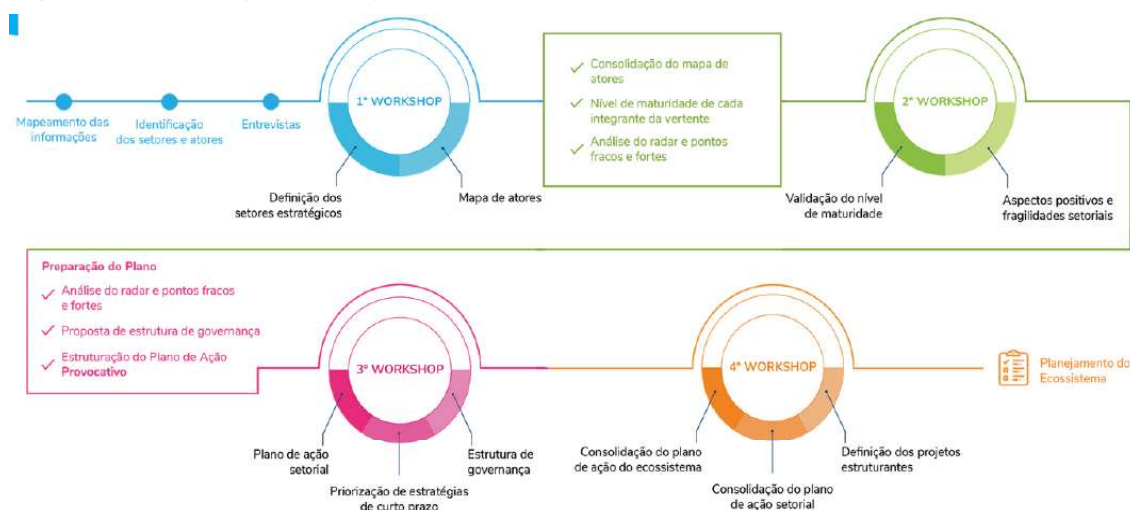 Mapeamento das
informações
Identificação
dos setores e atores
Entrevistas
1º WORKSHOP
Definição dos
setores estratégicos
Mapa de atores
Consolidação do mapa de
atores
Nível de maturidade de cada
integrante da vertente
Análise do radar e pontos
fracos e fortes
2º WORKSHOP
Validação do nível
de maturidade
Aspectos positivos e
fragilidades setoriais
Preparação do Plano
Análise do radar e pontos fracos
e fortes
Proposta de estrutura de governança
Estruturação do Plano de Ação
Provocativo
3º WORKSHOP
Plano de ação
setorial
Priorização de estratégias
de curto prazo
Estrutura de
governança
4º WORKSHOP
Consolidação do plano
de ação do ecossistema
Consolidação do plano
de ação setorial
Definição dos projetos
estruturantes
Planejamento do
Ecossistema